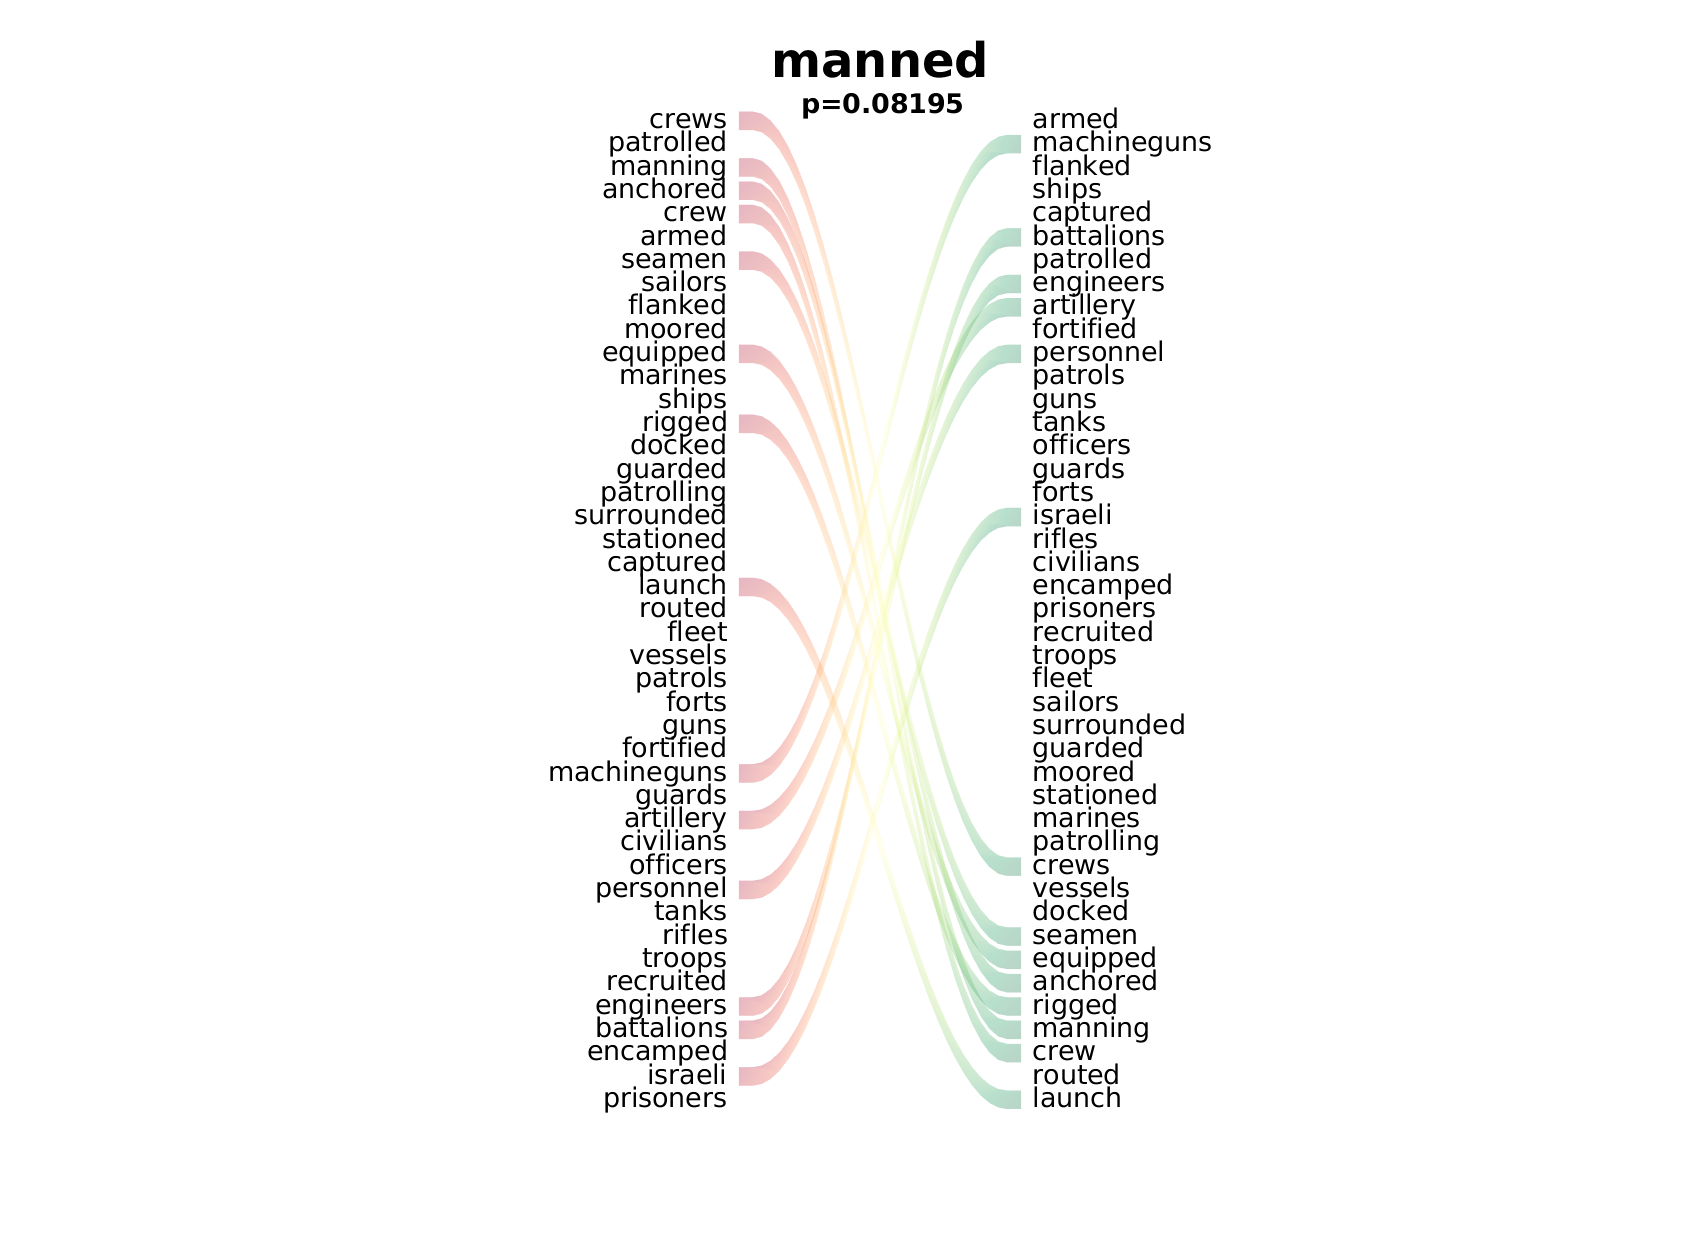 manned
p=0.08195
crews
patrolled
manning
anchored
crew
armed
seamen
sailors
flanked
moored
equipped
marines
ships
rigged
docked
guarded
patrolling
surrounded
stationed
captured
launch
routed
fleet
vessels
patrols
forts
guns
fortified
machineguns
guards
artillery
civilians
officers
personnel
tanks
rifles
troops
recruited
engineers
battalions
encamped
israeli
prisoners
armed
machineguns
flanked
ships
captured
battalions
patrolled
engineers
artillery
fortified
personnel
patrols
guns
tanks
officers
guards
forts
israeli
rifles
civilians
encamped
prisoners
recruited
troops
fleet
sailors
surrounded
guarded
moored
stationed
marines
patrolling
crews
vessels
docked
seamen
equipped
anchored
rigged
manning
crew
routed
launch